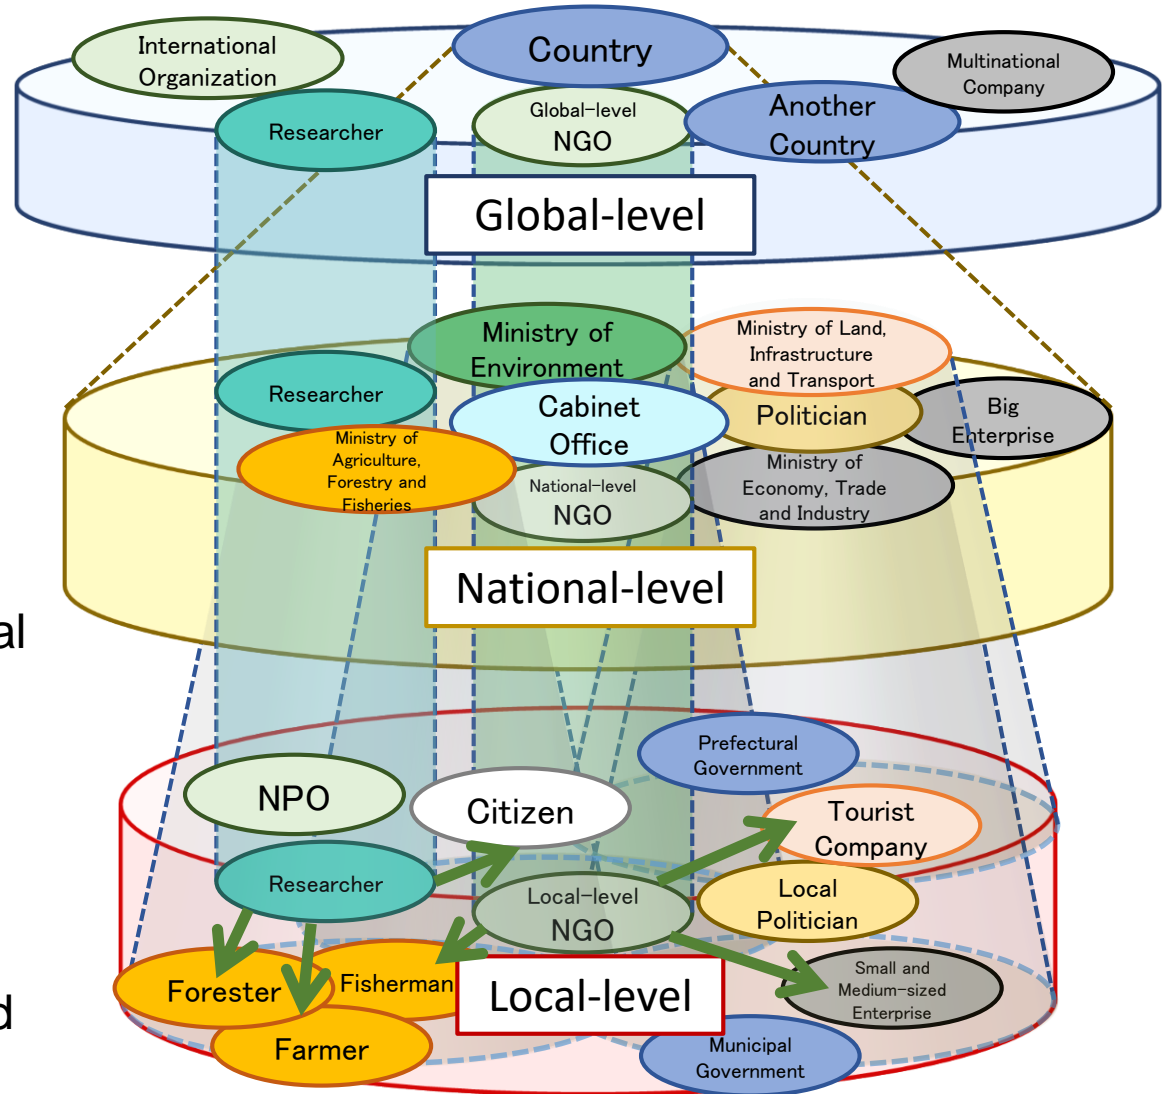 International
Organization
Country
Multinational
Company
Researcher
Global-level
NGO
Another
Country
Global-level
Ministry of
Environment
Ministry of Land,
Infrastructure
and Transport
Researcher
Cabinet
Office
Politician
Big
Enterprise
Ministry of
Agriculture,
Forestry and
Fisheries
National-level
NGO
Ministry of
Economy, Trade
and Industry
National-level
al
Prefectural
Government
NPO
Citizen
Tourist
Company
Researcher
Local-level
NGO
Local
Politician
Forester
Fisherman
Local-level
Small and
Medium-sized
Enterprise
d
Farmer
Municipal
Government